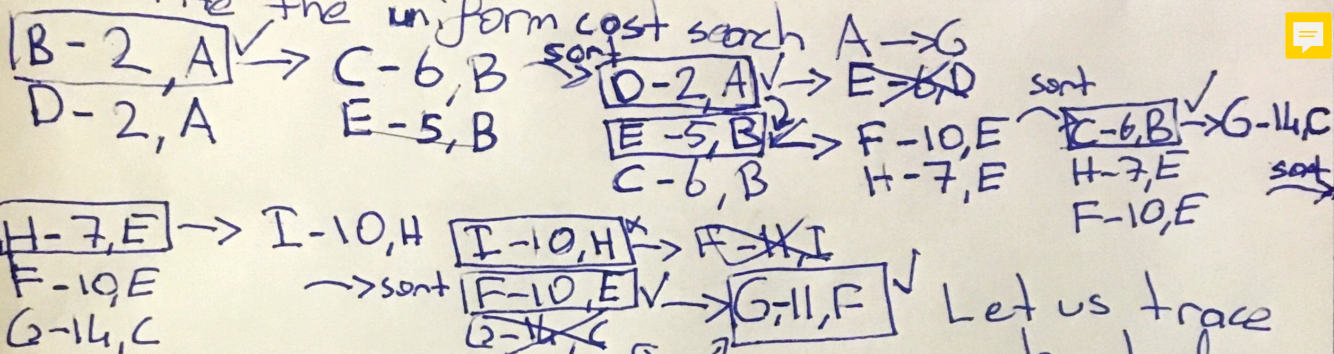 the uniform cost search A → G
B-2, A ✓ → C-6, B sort → D-2, A ✓ → E-6, D sort → C-6, B ✓ → G-14, C
D-2, A E-5, B E-5, B → F-10, E H-7, E sort →
C-6, B H-7, E F-10, E
H-7, E → I-10, H I-10, H x → F-11, I
F-10, E → sort F-10, E ✓ → G-11, F ✓ Let us trace
G-14, C G-14, C